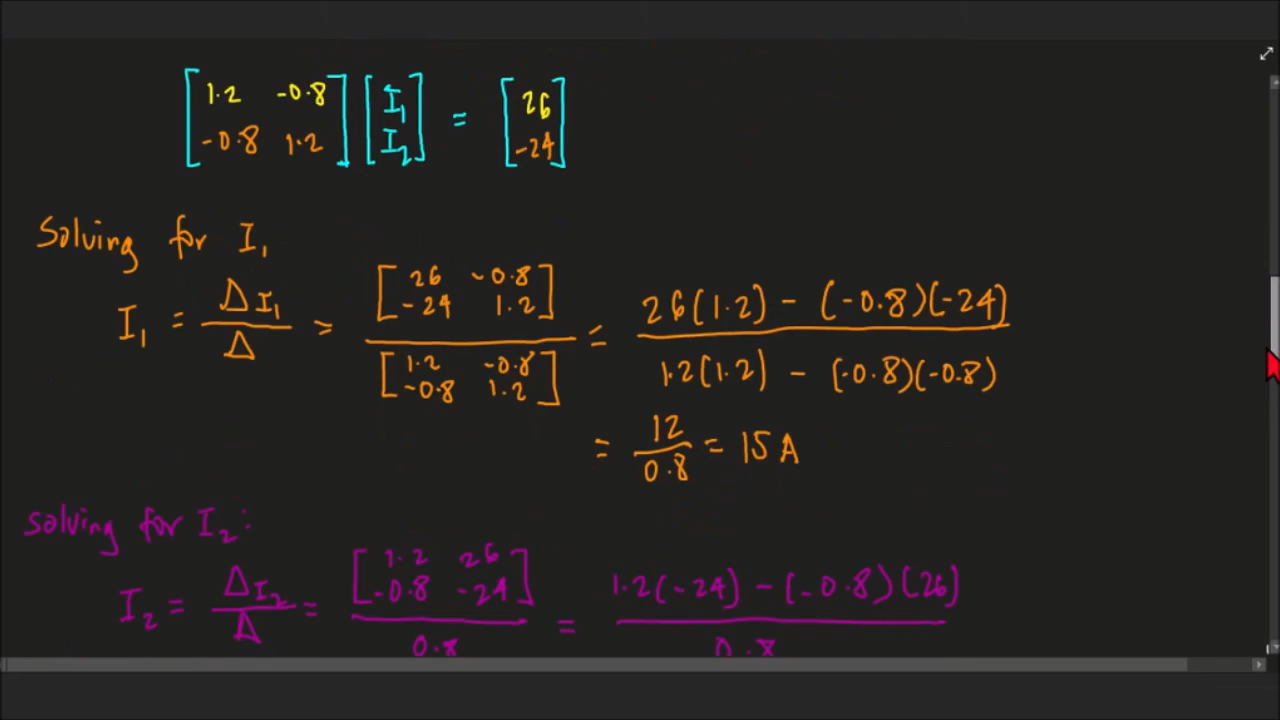 [1.2 -0.8] [I₁] = [26]
[-0.8 1.2] [I₂] [-24]
Solving for I₁
I₁ = ΔI₁/Δ = [26 -0.8; -24 1.2]/[1.2 -0.8; -0.8 1.2] = 26(1.2) - (-0.8)(-24)/1.2(1.2) - (-0.8)(-0.8)
= 12/0.8 = 15 A
solving for I₂:
I₂ = ΔI₂/Δ = [1.2 26; -0.8 -24]/0.8 = 1.2(-24) - (-0.8)(26)/0.8